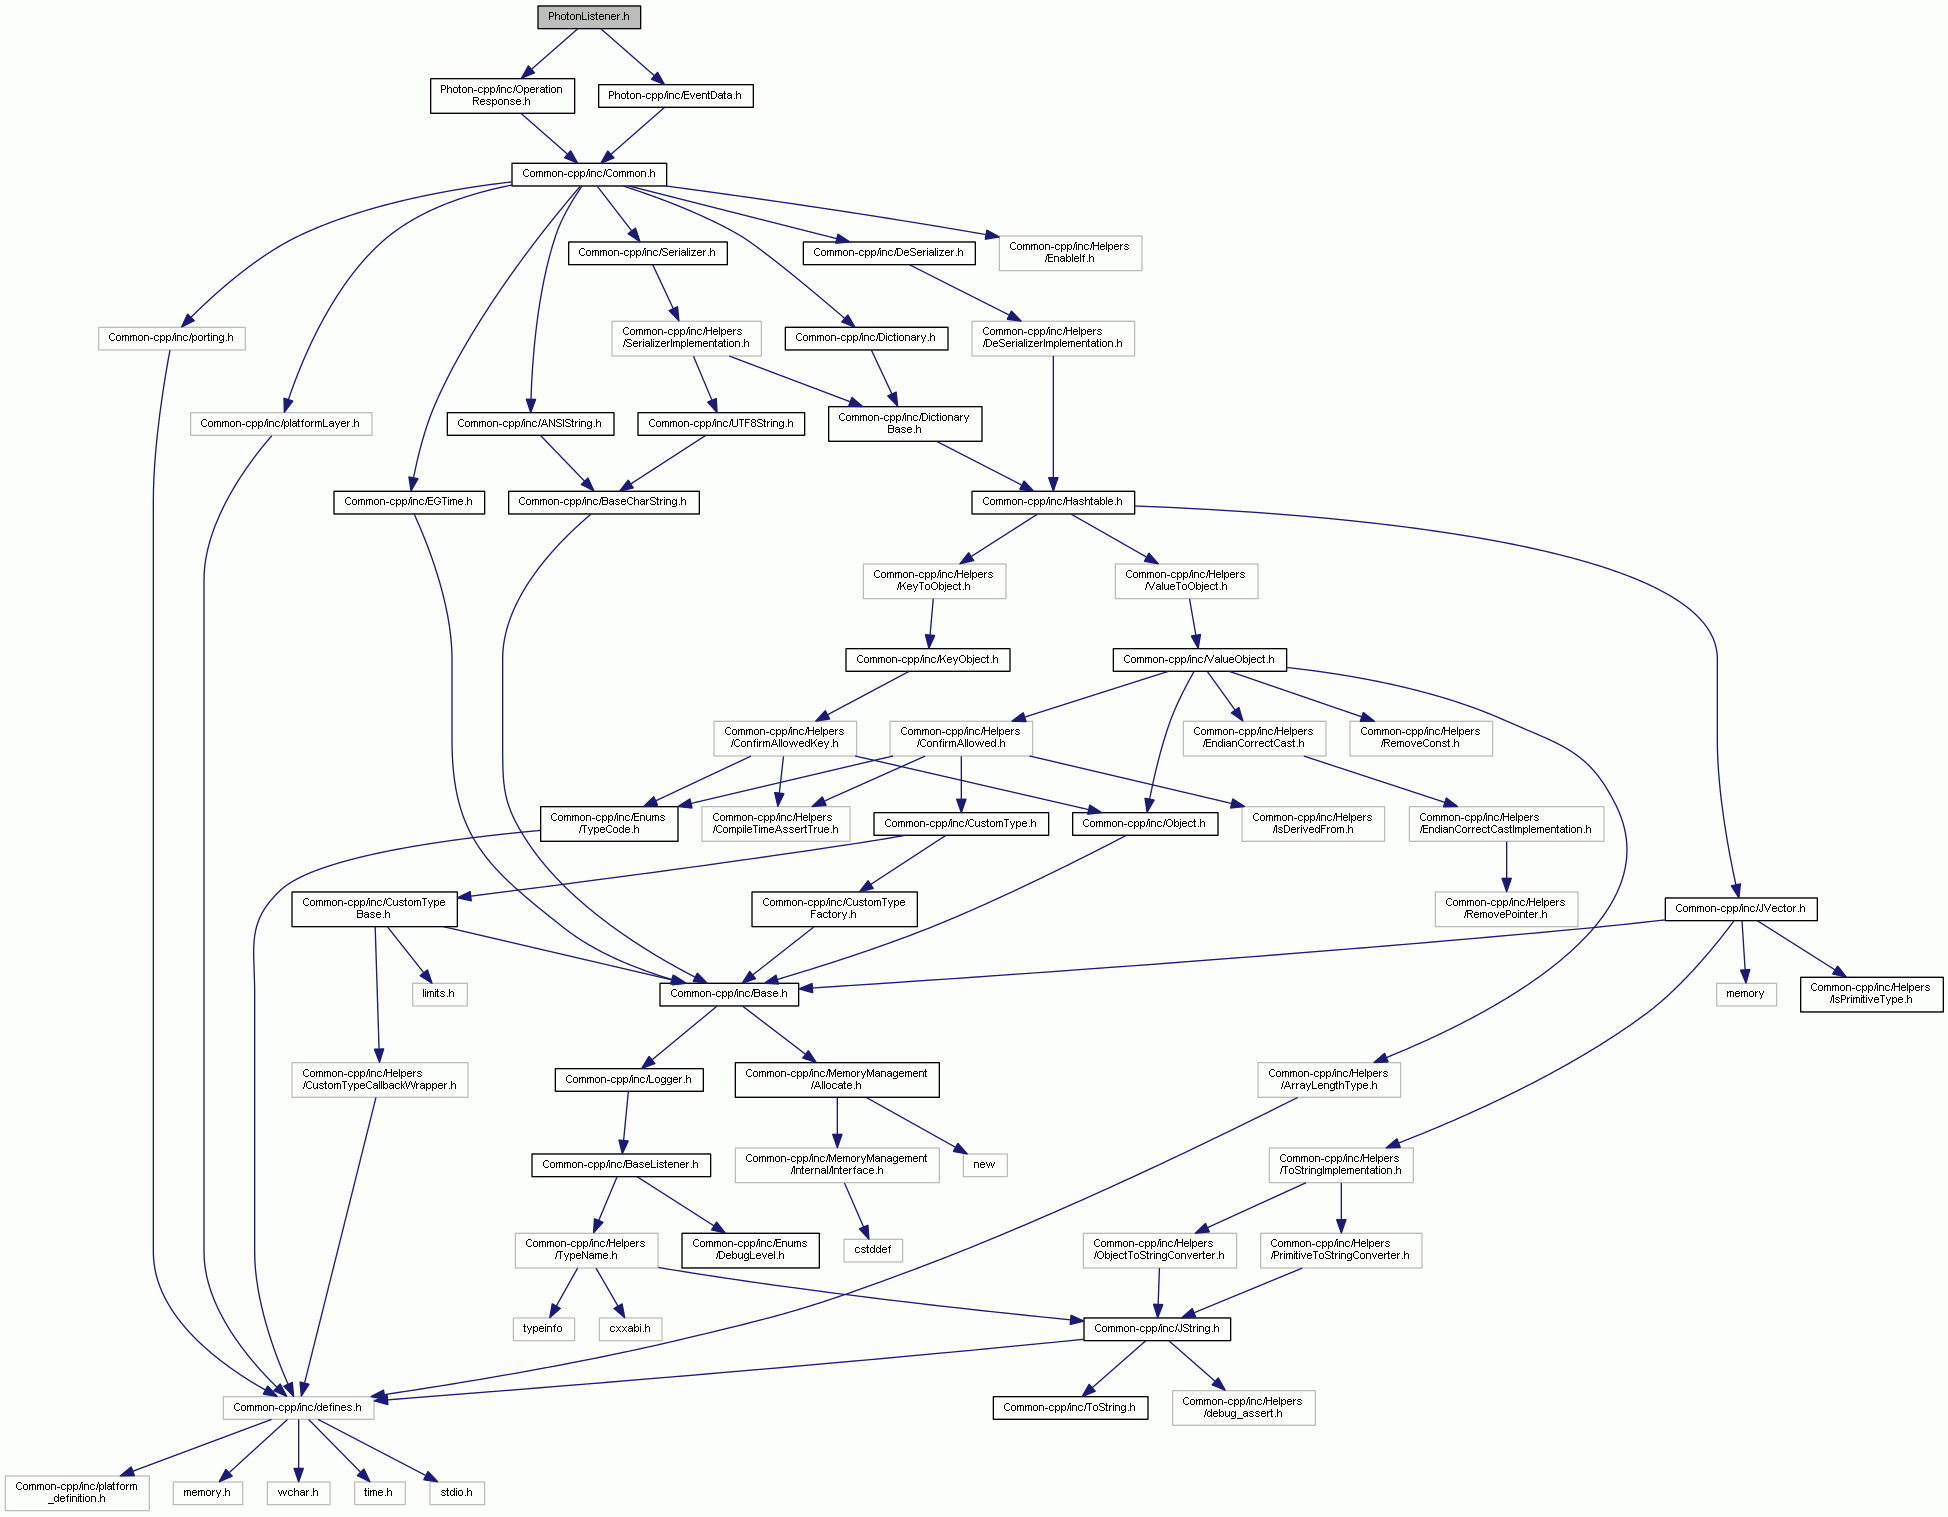 PhotonListener.h
Photon-cpp/inc/Operation
Response.h
Photon-cpp/inc/EventData.h
Common-cpp/inc/Common.h
Common-cpp/inc/Serializer.h
Common-cpp/inc/DeSerializer.h
Common-cpp/inc/Helpers
/EnableIf.h
Common-cpp/inc/porting.h
Common-cpp/inc/Helpers
/SerializerImplementation.h
Common-cpp/inc/Dictionary.h
Common-cpp/inc/Helpers
/DeSerializerImplementation.h
Common-cpp/inc/platformLayer.h
Common-cpp/inc/ANSIString.h
Common-cpp/inc/UTF8String.h
Common-cpp/inc/Dictionary
Base.h
Common-cpp/inc/EGTime.h
Common-cpp/inc/BaseCharString.h
Common-cpp/inc/Hashtable.h
Common-cpp/inc/Helpers
/KeyToObject.h
Common-cpp/inc/Helpers
/ValueToObject.h
Common-cpp/inc/KeyObject.h
Common-cpp/inc/ValueObject.h
Common-cpp/inc/Helpers
/ConfirmAllowedKey.h
Common-cpp/inc/Helpers
/ConfirmAllowed.h
Common-cpp/inc/Helpers
/EndianCorrectCast.h
Common-cpp/inc/Helpers
/RemoveConst.h
Common-cpp/inc/Enums
/TypeCode.h
Common-cpp/inc/Helpers
/CompileTimeAssertTrue.h
Common-cpp/inc/CustomType.h
Common-cpp/inc/Object.h
Common-cpp/inc/Helpers
/IsDerivedFrom.h
Common-cpp/inc/Helpers
/EndianCorrectCastImplementation.h
Common-cpp/inc/CustomType
Base.h
Common-cpp/inc/CustomType
Factory.h
Common-cpp/inc/Helpers
/RemovePointer.h
Common-cpp/inc/JVector.h
limits.h
Common-cpp/inc/Base.h
memory
Common-cpp/inc/Helpers
/IsPrimitiveType.h
Common-cpp/inc/Helpers
/CustomTypeCallbackWrapper.h
Common-cpp/inc/Logger.h
Common-cpp/inc/MemoryManagement
/Allocate.h
Common-cpp/inc/Helpers
/ArrayLengthType.h
Common-cpp/inc/BaseListener.h
Common-cpp/inc/MemoryManagement
/Internal/Interface.h
new
Common-cpp/inc/Helpers
/ToStringImplementation.h
Common-cpp/inc/Helpers
/TypeName.h
Common-cpp/inc/Enums
/DebugLevel.h
cstddef
Common-cpp/inc/Helpers
/ObjectToStringConverter.h
Common-cpp/inc/Helpers
/PrimitiveToStringConverter.h
typeinfo
cxxabi.h
Common-cpp/inc/JString.h
Common-cpp/inc/defines.h
Common-cpp/inc/ToString.h
Common-cpp/inc/Helpers
/debug_assert.h
Common-cpp/inc/platform
_definition.h
memory.h
wchar.h
time.h
stdio.h